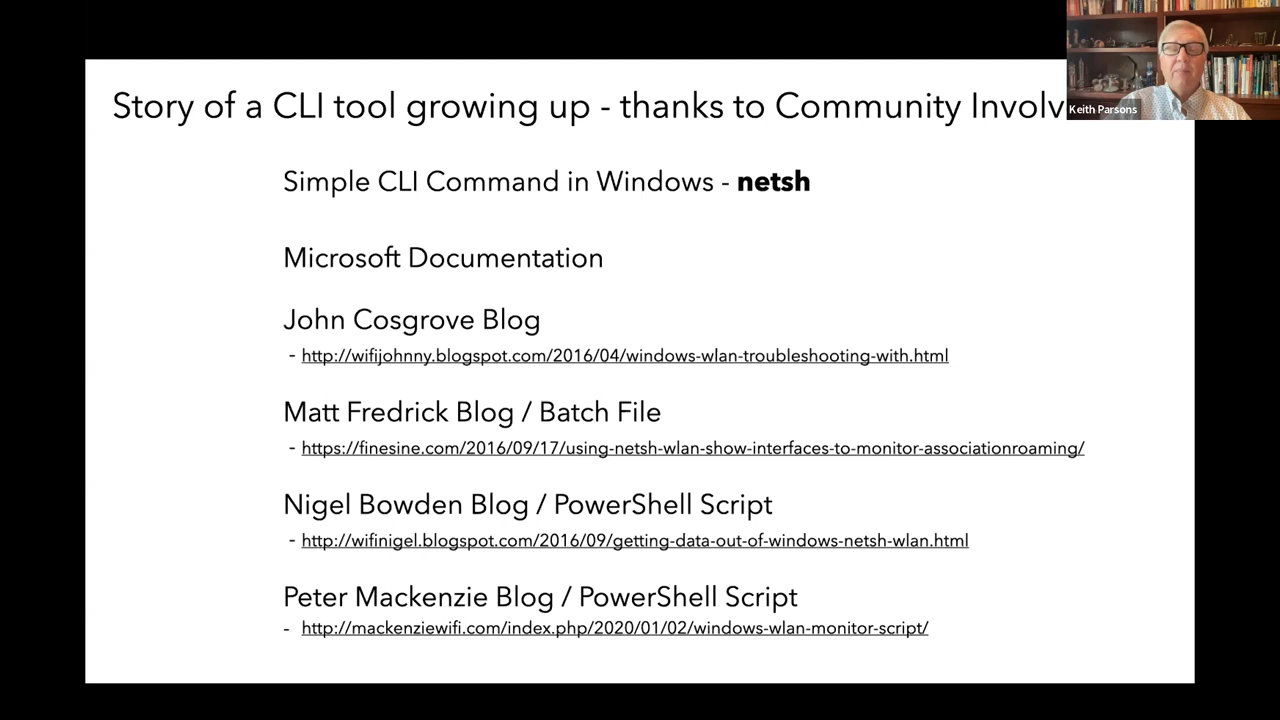 Story of a CLI tool growing up - thanks to Community Involv
Keith Parsons
Simple CLI Command in Windows - netsh
Microsoft Documentation
John Cosgrove Blog
- http://wifijohnny.blogspot.com/2016/04/windows-wlan-troubleshooting-with.html
Matt Fredrick Blog / Batch File
- https://finesine.com/2016/09/17/using-netsh-wlan-show-interfaces-to-monitor-associationroaming/
Nigel Bowden Blog / PowerShell Script
- http://wifinigel.blogspot.com/2016/09/getting-data-out-of-windows-netsh-wlan.html
Peter Mackenzie Blog / PowerShell Script
- http://mackenziewifi.com/index.php/2020/01/02/windows-wlan-monitor-script/